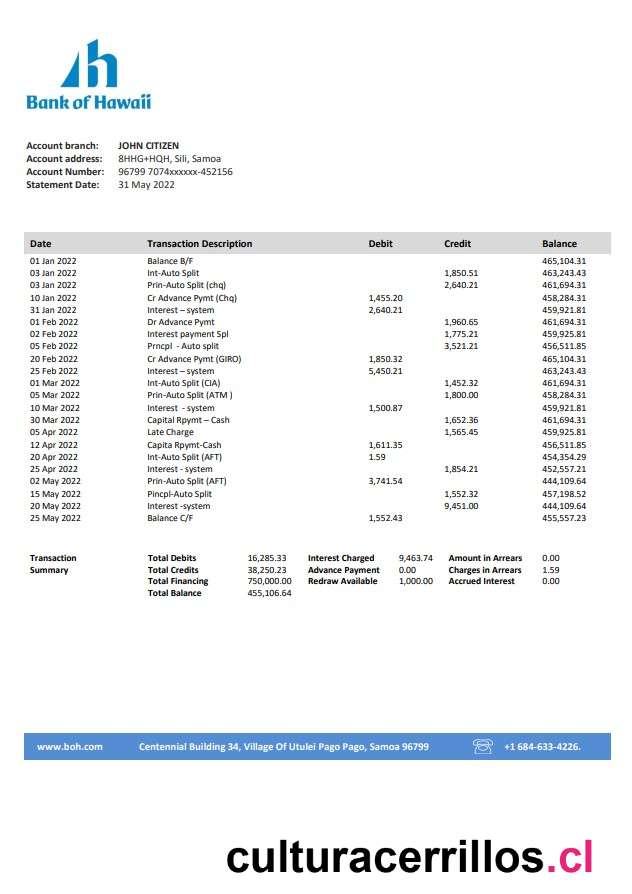 Bank of Hawaii
Account branch: JOHN CITIZEN
Account address: 8HHG+HQH, Sili, Samoa
Account Number: 96799 7074xxxxxx-452156
Statement Date: 31 May 2022
Date Transaction Description Debit Credit Balance
01 Jan 2022 Balance B/F 465,104.31
03 Jan 2022 Int-Auto Split 1,850.51 463,243.43
03 Jan 2022 Prin-Auto Split (chq) 2,640.21 461,694.31
10 Jan 2022 Cr Advance Pymt (Chq) 1,455.20 458,284.31
31 Jan 2022 Interest – system 2,640.21 459,921.81
01 Feb 2022 Dr Advance Pymt 1,960.65 461,694.31
02 Feb 2022 Interest payment Spl 1,775.21 459,925.81
05 Feb 2022 Prncpl - Auto split 3,521.21 456,511.85
20 Feb 2022 Cr Advance Pymt (GIRO) 1,850.32 465,104.31
25 Feb 2022 Interest – system 5,450.21 463,243.43
01 Mar 2022 Int-Auto Split (CIA) 1,452.32 461,694.31
05 Mar 2022 Prin-Auto Split (ATM ) 1,800.00 458,284.31
10 Mar 2022 Interest - system 1,500.87 459,921.81
30 Mar 2022 Capital Rpymt – Cash 1,652.36 461,694.31
05 Apr 2022 Late Charge 1,565.45 459,925.81
12 Apr 2022 Capita Rpymt-Cash 1,611.35 456,511.85
20 Apr 2022 Int-Auto Split (AFT) 1.59 454,354.29
25 Apr 2022 Interest - system 1,854.21 452,557.21
02 May 2022 Prin-Auto Split (AFT) 3,741.54 444,109.64
15 May 2022 Pincpl-Auto Split 1,552.32 457,198.52
20 May 2022 Interest -system 9,451.00 444,109.64
25 May 2022 Balance C/F 1,552.43 455,557.23
Transaction Total Debits 16,285.33 Interest Charged 9,463.74 Amount in Arrears 0.00
Summary Total Credits 38,250.23 Advance Payment 0.00 Charges in Arrears 1.59
Total Financing 750,000.00 Redraw Available 1,000.00 Accrued Interest 0.00
Total Balance 455,106.64
www.boh.com Centennial Building 34, Village Of Utulei Pago Pago, Samoa 96799 +1 684-633-4226.
culturacerrillos.cl